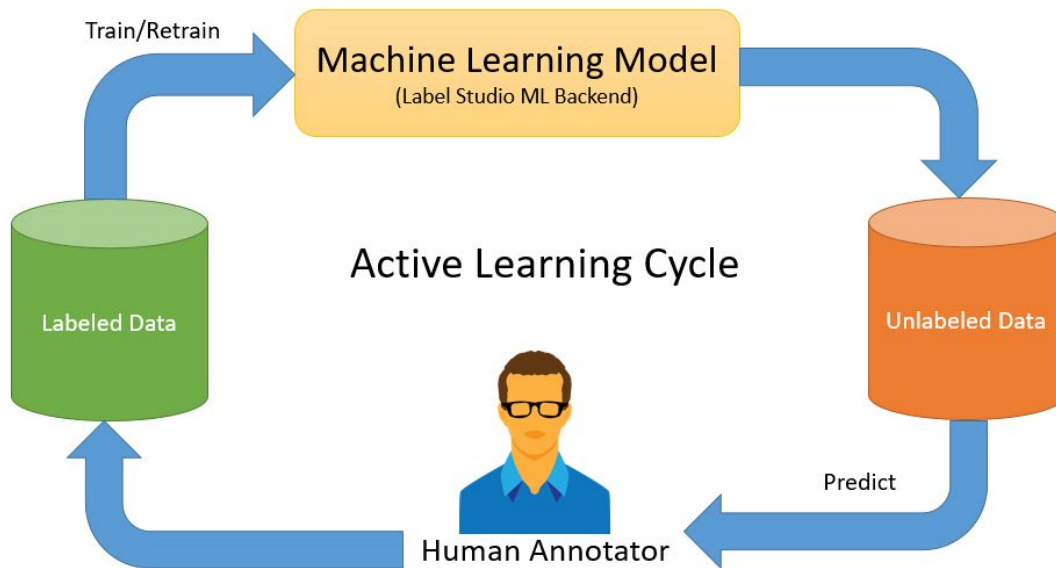 Train/Retrain
Machine Learning Model
(Label Studio ML Backend)
Active Learning Cycle
Labeled Data
Unlabeled Data
Predict
Human Annotator